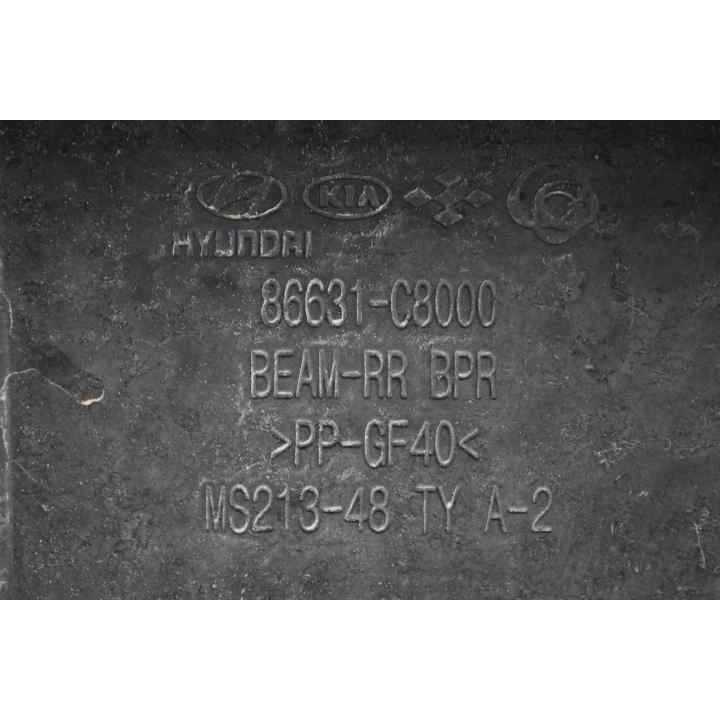 KIA
HYUNDAI
86631-C8000
BEAM-RR BPR
>PP-GF40<
MS213-48 TY A-2